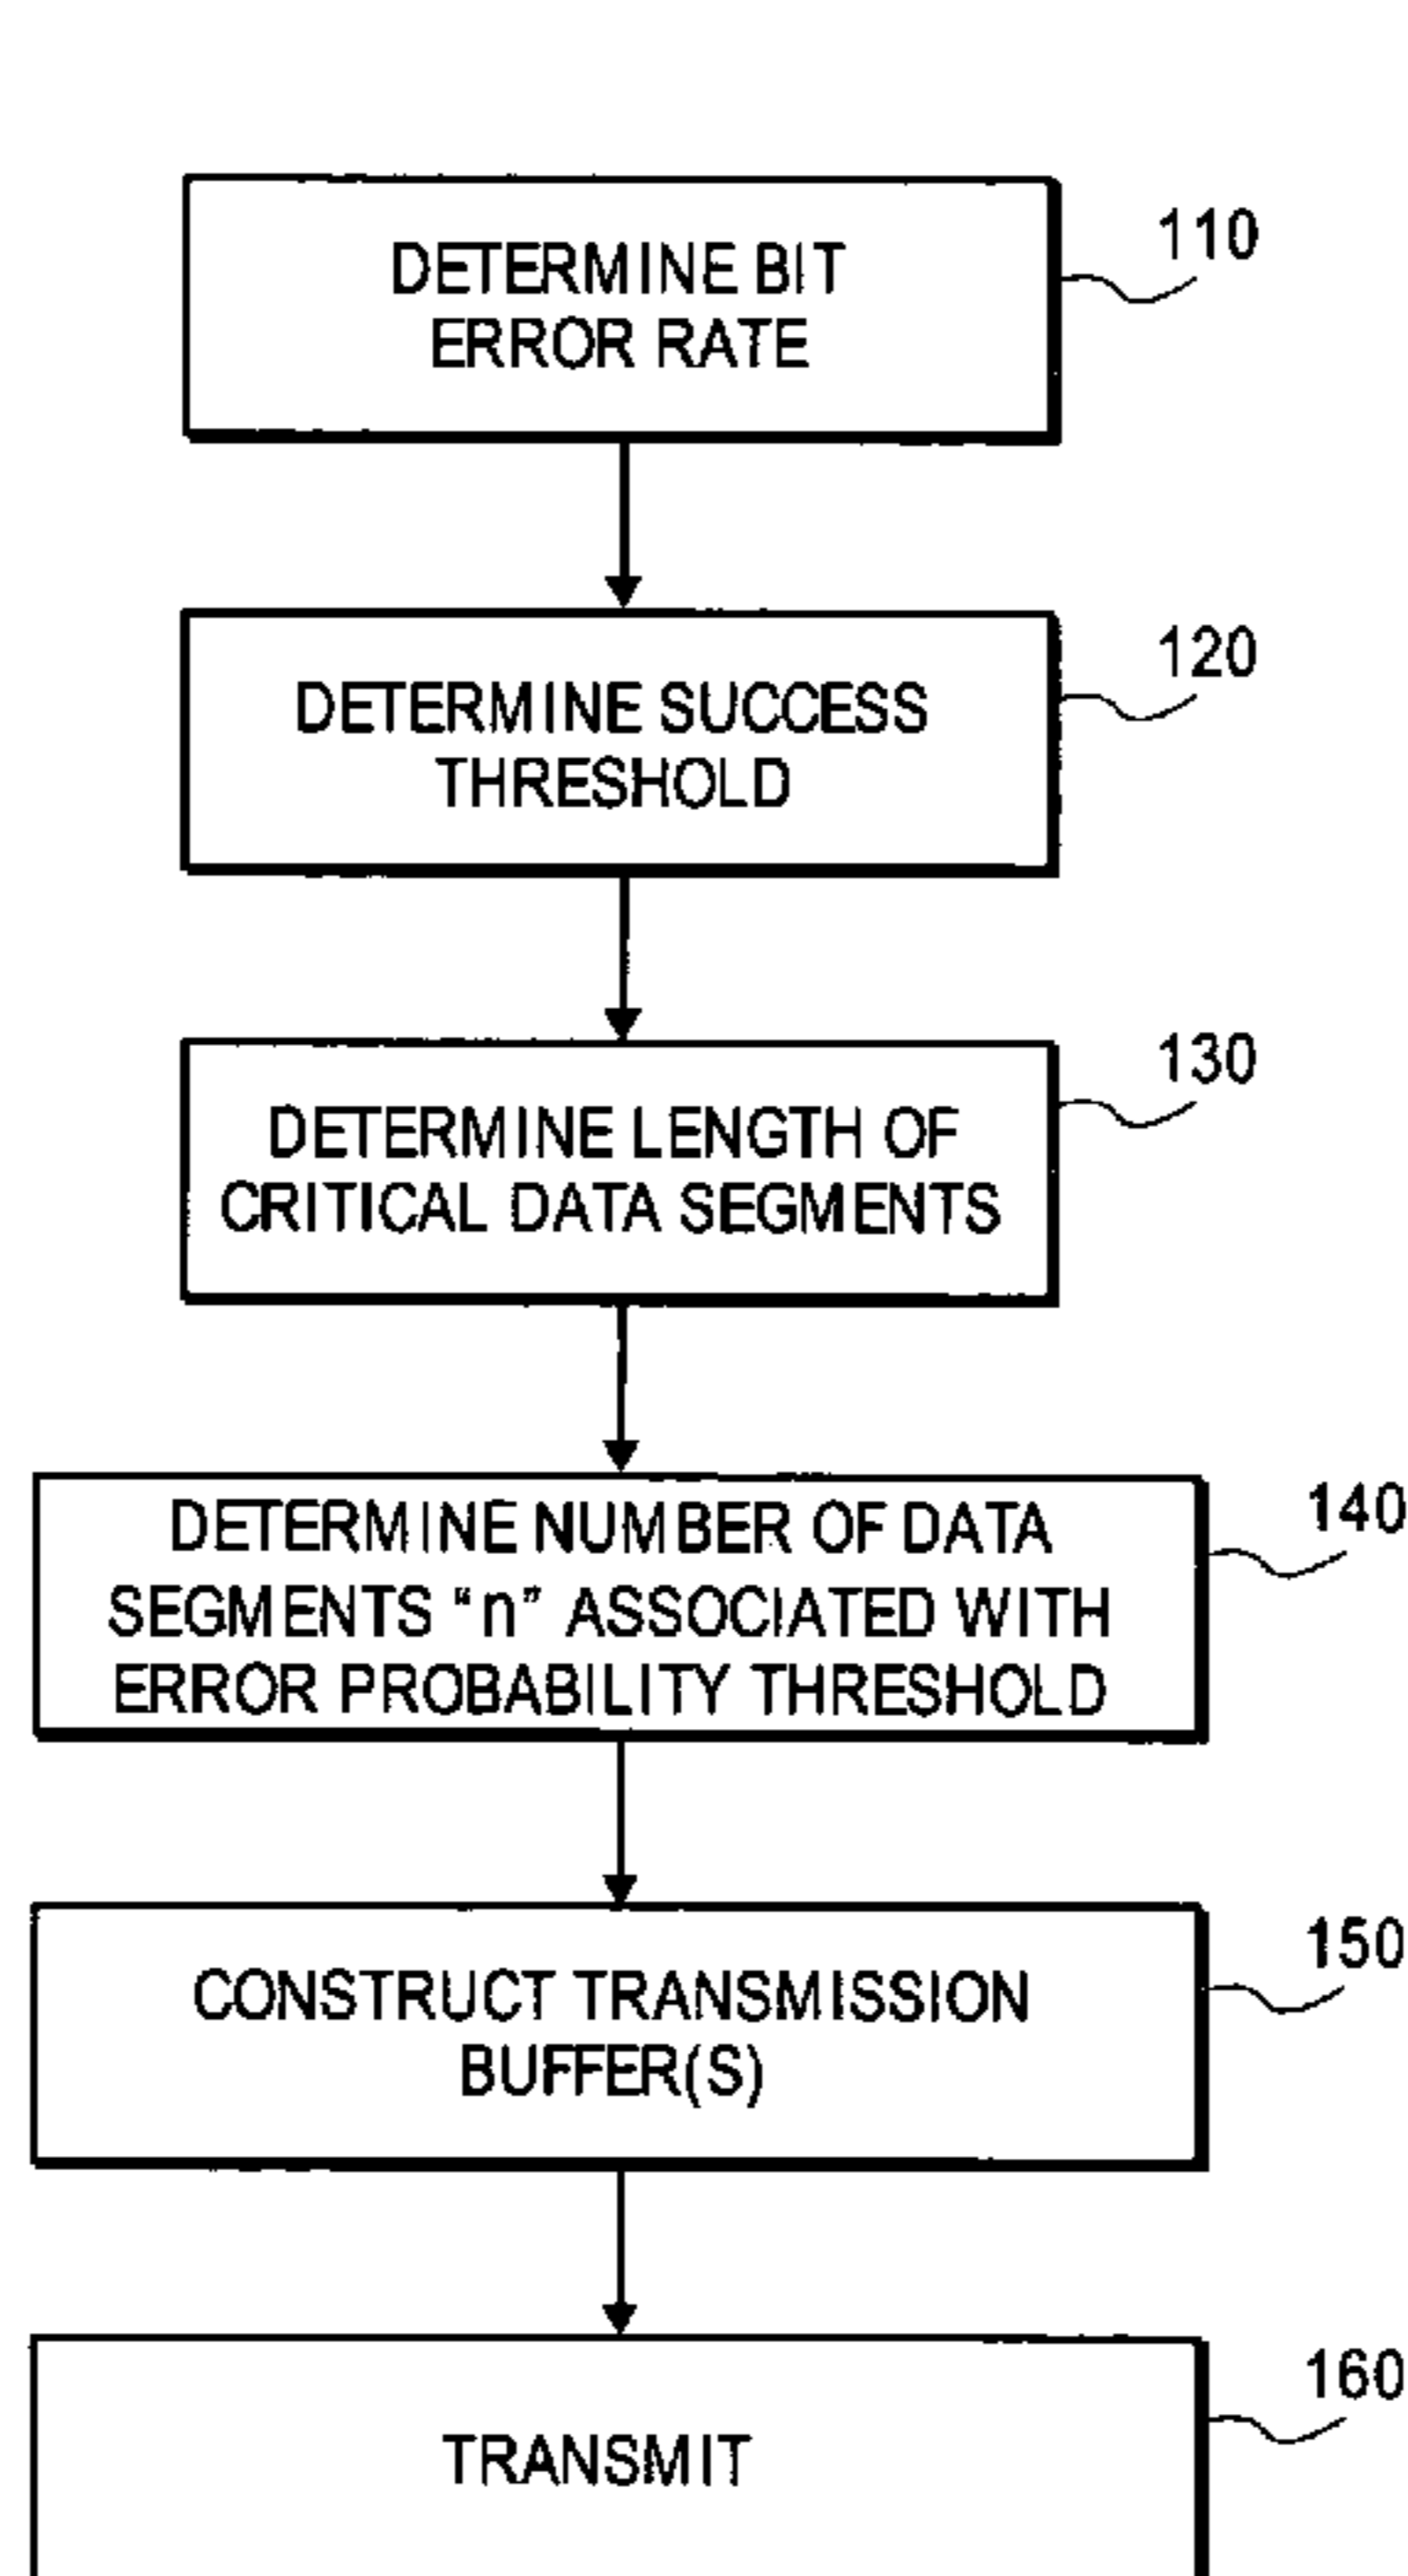 110
DETERMINE BIT
ERROR RATE
120
DETERMINE SUCCESS
THRESHOLD
130
DETERMINE LENGTH OF
CRITICAL DATA SEGMENTS
140
DETERMINE NUMBER OF DATA
SEGMENTS “n” ASSOCIATED WITH
ERROR PROBABILITY THRESHOLD
150
CONSTRUCT TRANSMISSION
BUFFER(S)
160
TRANSMIT